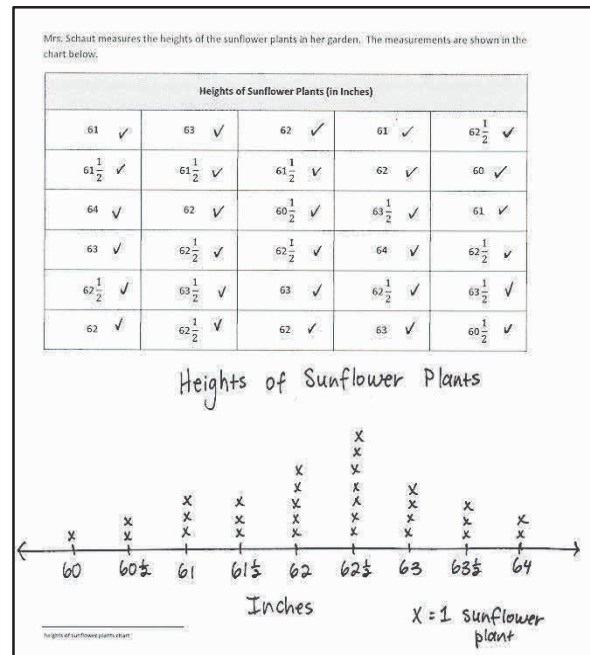 Mrs. Schaut measures the heights of the sunflower plants in her garden. The measurements are shown in the
chart below.
Heights of Sunflower Plants (in Inches)
61 ✓ 63 ✓ 62 ✓ 61 ✓ 62 1/2 ✓
61 1/2 ✓ 61 1/2 ✓ 61 1/2 ✓ 62 ✓ 60 ✓
64 ✓ 62 ✓ 60 1/2 ✓ 63 1/2 ✓ 61 ✓
63 ✓ 62 1/2 ✓ 62 1/2 ✓ 64 ✓ 62 1/2 ✓
62 1/2 ✓ 63 1/2 ✓ 63 ✓ 62 1/2 ✓ 63 1/2 ✓
62 ✓ 62 1/2 ✓ 62 ✓ 63 ✓ 60 1/2 ✓
Heights of Sunflower Plants
x
x
x x
x x x
x x x x x x
x x x x x x x x
x x x x x x x x x
60 60 1/2 61 61 1/2 62 62 1/2 63 63 1/2 64
Inches
X = 1 sunflower
plant
heights of sunflower plants chart